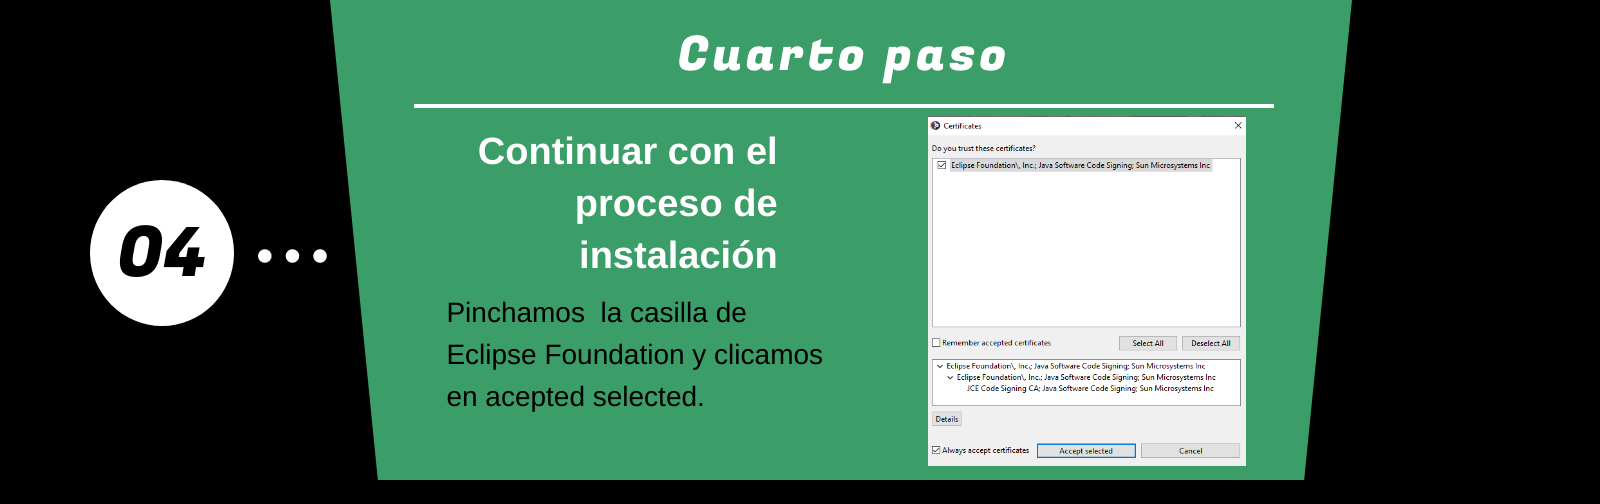 Cuarto paso
04
Continuar con el
proceso de
instalación
Pinchamos  la casilla de
Eclipse Foundation y clicamos
en acepted selected.
Certificates
Do you trust these certificates?
Eclipse Foundation\, Inc.; Java Software Code Signing; Sun Microsystems Inc
Remember accepted certificates
Select All
Deselect All
Eclipse Foundation\, Inc.; Java Software Code Signing; Sun Microsystems Inc
Eclipse Foundation\, Inc.; Java Software Code Signing; Sun Microsystems Inc
JCE Code Signing CA; Java Software Code Signing; Sun Microsystems Inc
Details
Always accept certificates
Accept selected
Cancel